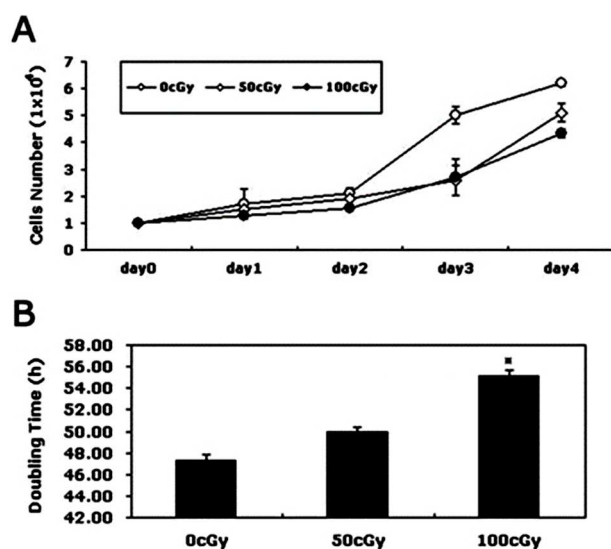 A
Cells Number (1×10⁴)
7
6
5
4
3
2
1
0
0cGy 50cGy 100cGy
day0 day1 day2 day3 day4
B
Doubling Time (h)
58.00
56.00
54.00
52.00
50.00
48.00
46.00
44.00
42.00
0cGy 50cGy 100cGy